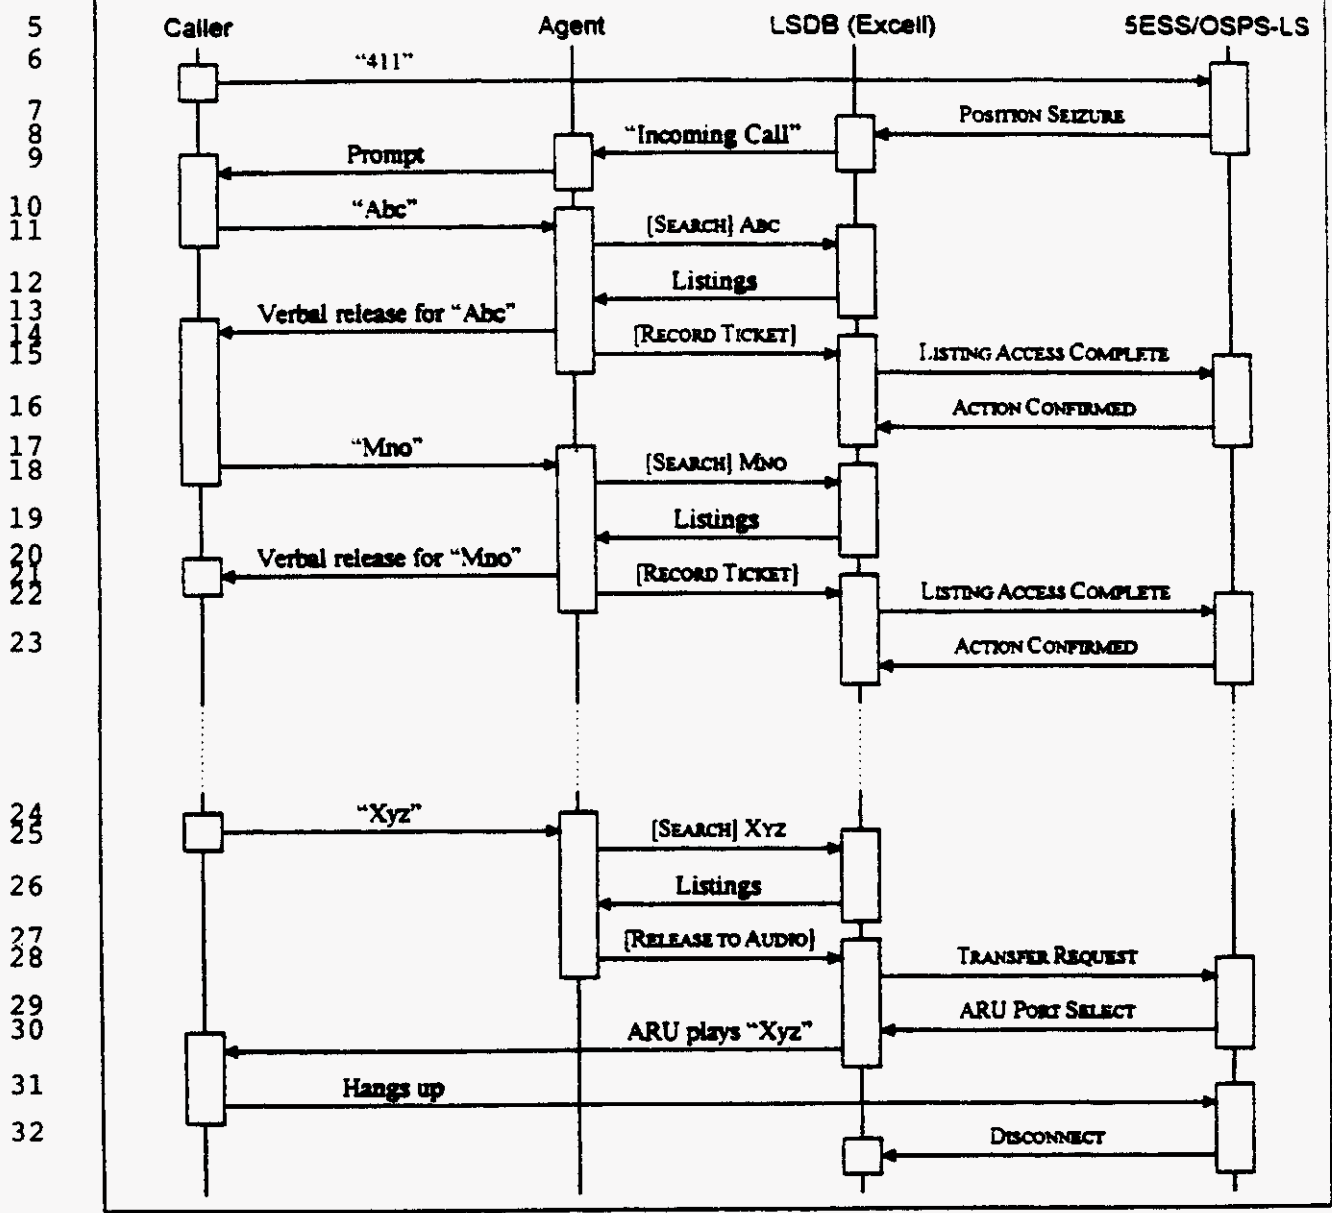 5 Caller Agent LSDB (Excell) 5ESS/OSPS-LS
6 “411”
7 POSITION SEIZURE
8 “Incoming Call”
9 Prompt
10 “Abc”
11 [SEARCH] ABC
12 Listings
13 Verbal release for “Abc”
14 [RECORD TICKET]
15 LISTING ACCESS COMPLETE
16 ACTION CONFIRMED
17 “Mno”
18 [SEARCH] MNO
19 Listings
20 Verbal release for “Mno”
21 [RECORD TICKET]
22 LISTING ACCESS COMPLETE
23 ACTION CONFIRMED
24 “Xyz”
25 [SEARCH] XYZ
26 Listings
27 [RELEASE TO AUDIO]
28 TRANSFER REQUEST
29 ARU PORT SELECT
30 ARU plays “Xyz”
31 Hangs up
32 DISCONNECT